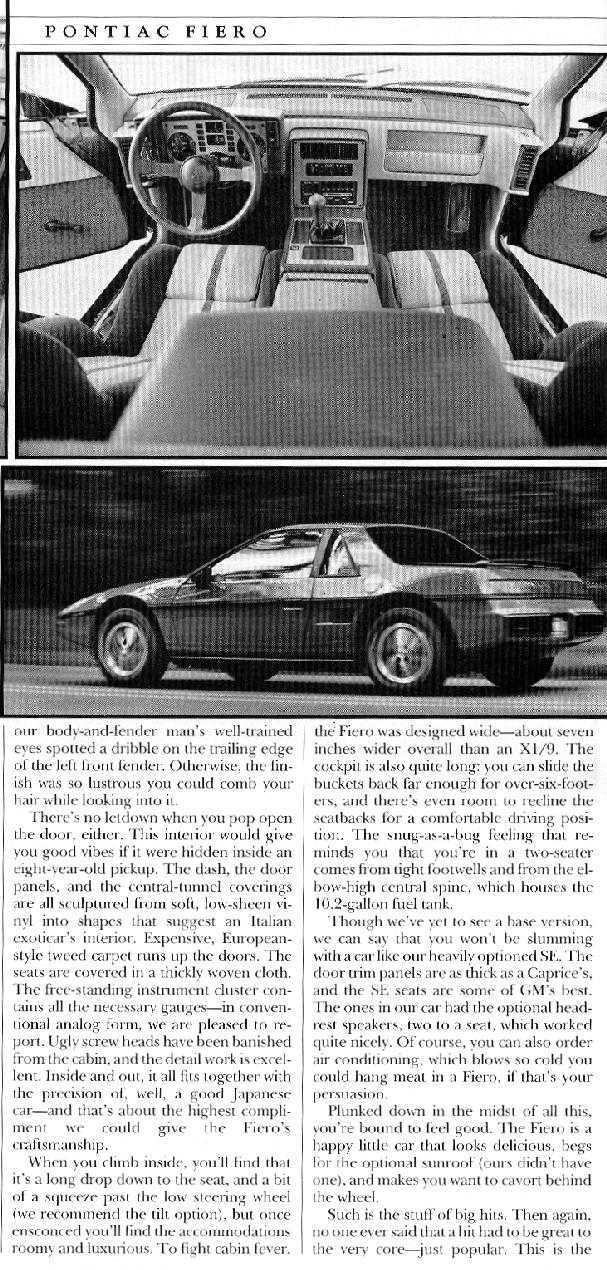 PONTIAC FIERO
our body-and-fender man's well-trained
eyes spotted a dribble on the trailing edge
of the left front fender. Otherwise, the fin-
ish was so lustrous you could comb your
hair while looking into it.
There's no letdown when you pop open
the door, either. This interior would give
you good vibes if it were hidden inside an
eight-year-old pickup. The dash, the door
panels, and the central-tunnel coverings
are all sculptured from soft, low-sheen vi-
nyl into shapes that suggest an Italian
exoticar's interior. Expensive, European-
style tweed carpet runs up the doors. The
seats are covered in a thickly woven cloth.
The free-standing instrument cluster con-
tains all the necessary gauges—in conven-
tional analog form, we are pleased to re-
port. Ugly screw heads have been banished
from the cabin, and the detail work is excel-
lent. Inside and out, it all fits together with
the precision of, well, a good Japanese
car—and that's about the highest compli-
ment we could give the Fiero's
craftsmanship.
When you climb inside, you'll find that
it's a long drop down to the seat, and a bit
of a squeeze past the low steering wheel
(we recommend the tilt option), but once
ensconced you'll find the accommodations
roomy and luxurious. To fight cabin fever,
the Fiero was designed wide—about seven
inches wider overall than an X1/9. The
cockpit is also quite long; you can slide the
buckets back far enough for over-six-foot-
ers, and there's even room to recline the
seatbacks for a comfortable driving posi-
tion. The snug-as-a-bug feeling that re-
minds you that you're in a two-seater
comes from tight footwells and from the el-
bow-high central spine, which houses the
10.2-gallon fuel tank.
Though we've yet to see a base version,
we can say that you won't be slumming
with a car like our heavily optioned SE. The
door trim panels are as thick as a Caprice's,
and the SE seats are some of GM's best.
The ones in our car had the optional head-
rest speakers, two to a seat, which worked
quite nicely. Of course, you can also order
air conditioning, which blows so cold you
could hang meat in a Fiero, if that's your
persuasion.
Plunked down in the midst of all this,
you're bound to feel good. The Fiero is a
happy little car that looks delicious, begs
for the optional sunroof (ours didn't have
one), and makes you want to cavort behind
the wheel.
Such is the stuff of big hits. Then again,
no one ever said that a hit had to be great to
the very core—just popular. This is the